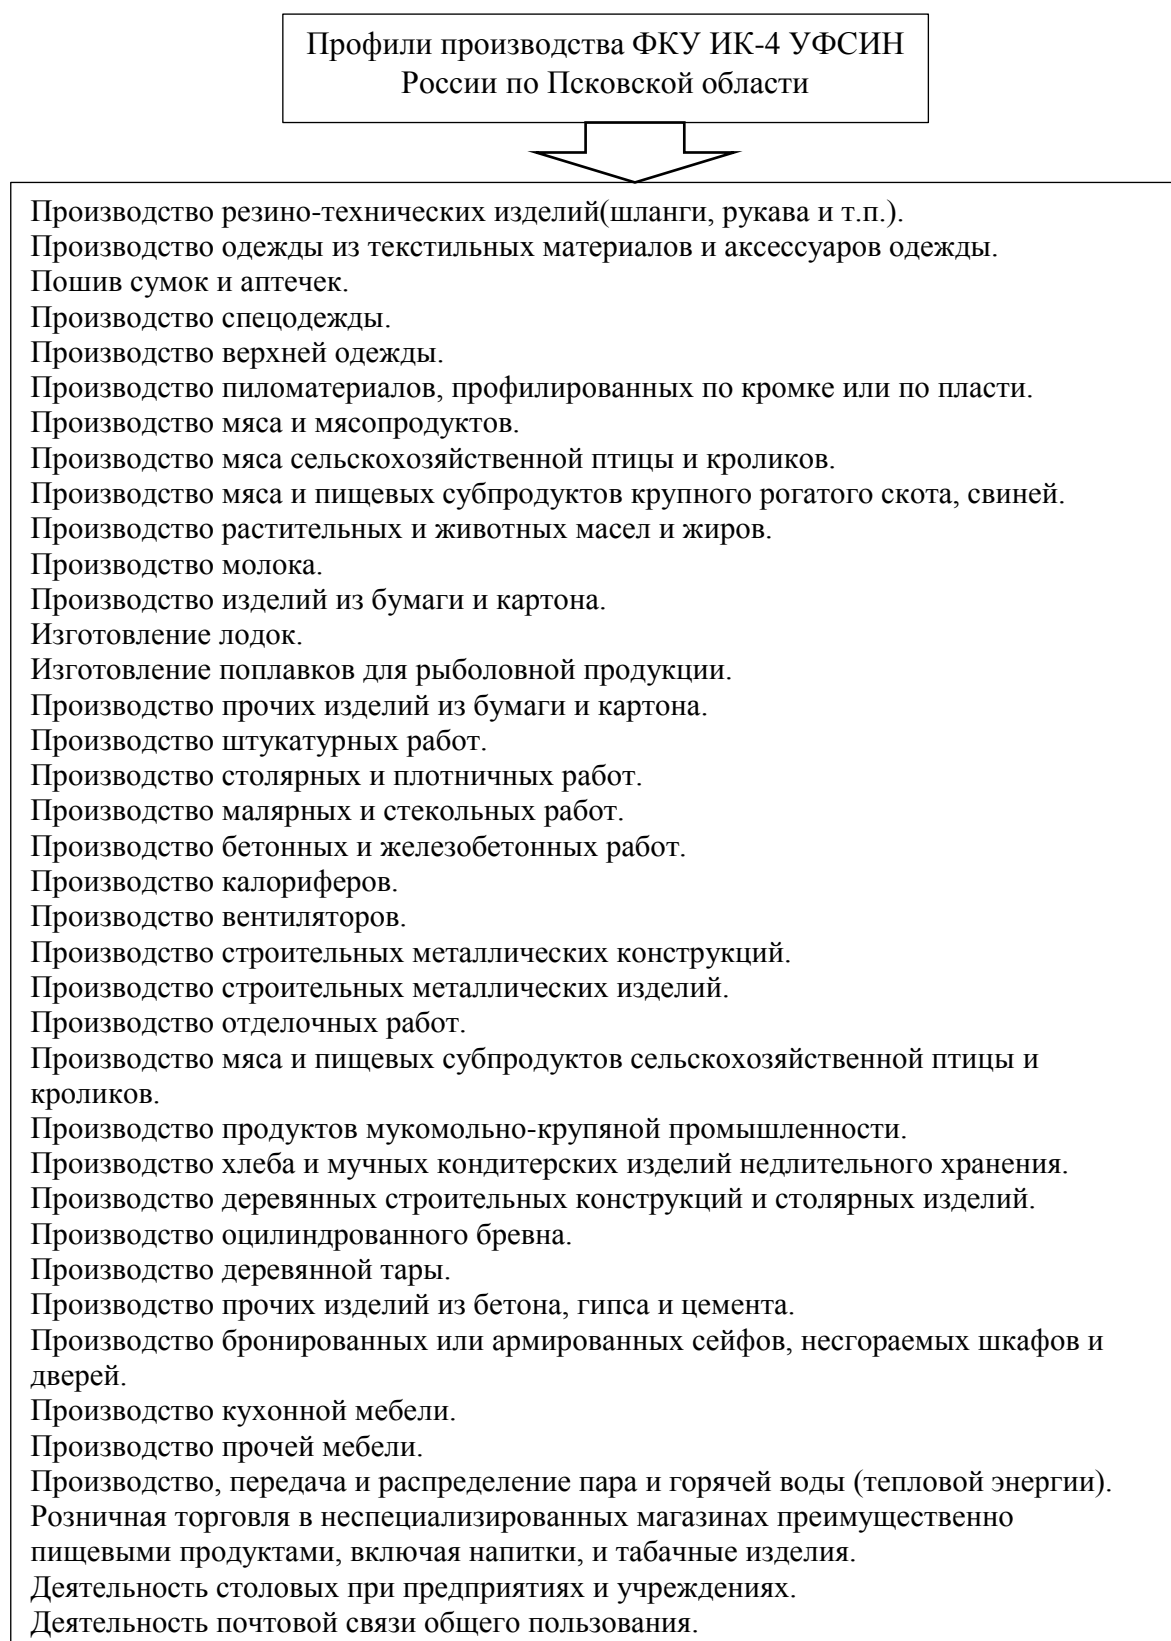 Профили производства ФКУ ИК-4 УФСИН
России по Псковской области
Производство резино-технических изделий(шланги, рукава и т.п.).
Производство одежды из текстильных материалов и аксессуаров одежды.
Пошив сумок и аптечек.
Производство спецодежды.
Производство верхней одежды.
Производство пиломатериалов, профилированных по кромке или по пласти.
Производство мяса и мясопродуктов.
Производство мяса сельскохозяйственной птицы и кроликов.
Производство мяса и пищевых субпродуктов крупного рогатого скота, свиней.
Производство растительных и животных масел и жиров.
Производство молока.
Производство изделий из бумаги и картона.
Изготовление лодок.
Изготовление поплавков для рыболовной продукции.
Производство прочих изделий из бумаги и картона.
Производство штукатурных работ.
Производство столярных и плотничных работ.
Производство малярных и стекольных работ.
Производство бетонных и железобетонных работ.
Производство калориферов.
Производство вентиляторов.
Производство строительных металлических конструкций.
Производство строительных металлических изделий.
Производство отделочных работ.
Производство мяса и пищевых субпродуктов сельскохозяйственной птицы и
кроликов.
Производство продуктов мукомольно-крупяной промышленности.
Производство хлеба и мучных кондитерских изделий недлительного хранения.
Производство деревянных строительных конструкций и столярных изделий.
Производство оцилиндрованного бревна.
Производство деревянной тары.
Производство прочих изделий из бетона, гипса и цемента.
Производство бронированных или армированных сейфов, несгораемых шкафов и
дверей.
Производство кухонной мебели.
Производство прочей мебели.
Производство, передача и распределение пара и горячей воды (тепловой энергии).
Розничная торговля в неспециализированных магазинах преимущественно
пищевыми продуктами, включая напитки, и табачные изделия.
Деятельность столовых при предприятиях и учреждениях.
Деятельность почтовой связи общего пользования.